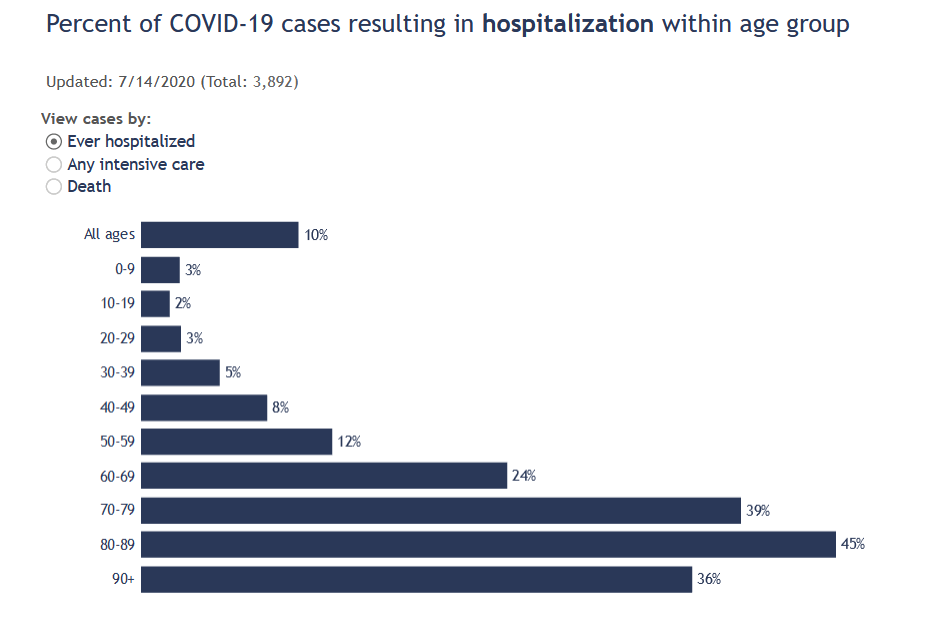 Percent of COVID-19 cases resulting in hospitalization within age group
Updated: 7/14/2020 (Total: 3,892)
View cases by:
Ever hospitalized
Any intensive care
Death
All ages 10%
0-9 3%
10-19 2%
20-29 3%
30-39 5%
40-49 8%
50-59 12%
60-69 24%
70-79 39%
80-89 45%
90+ 36%